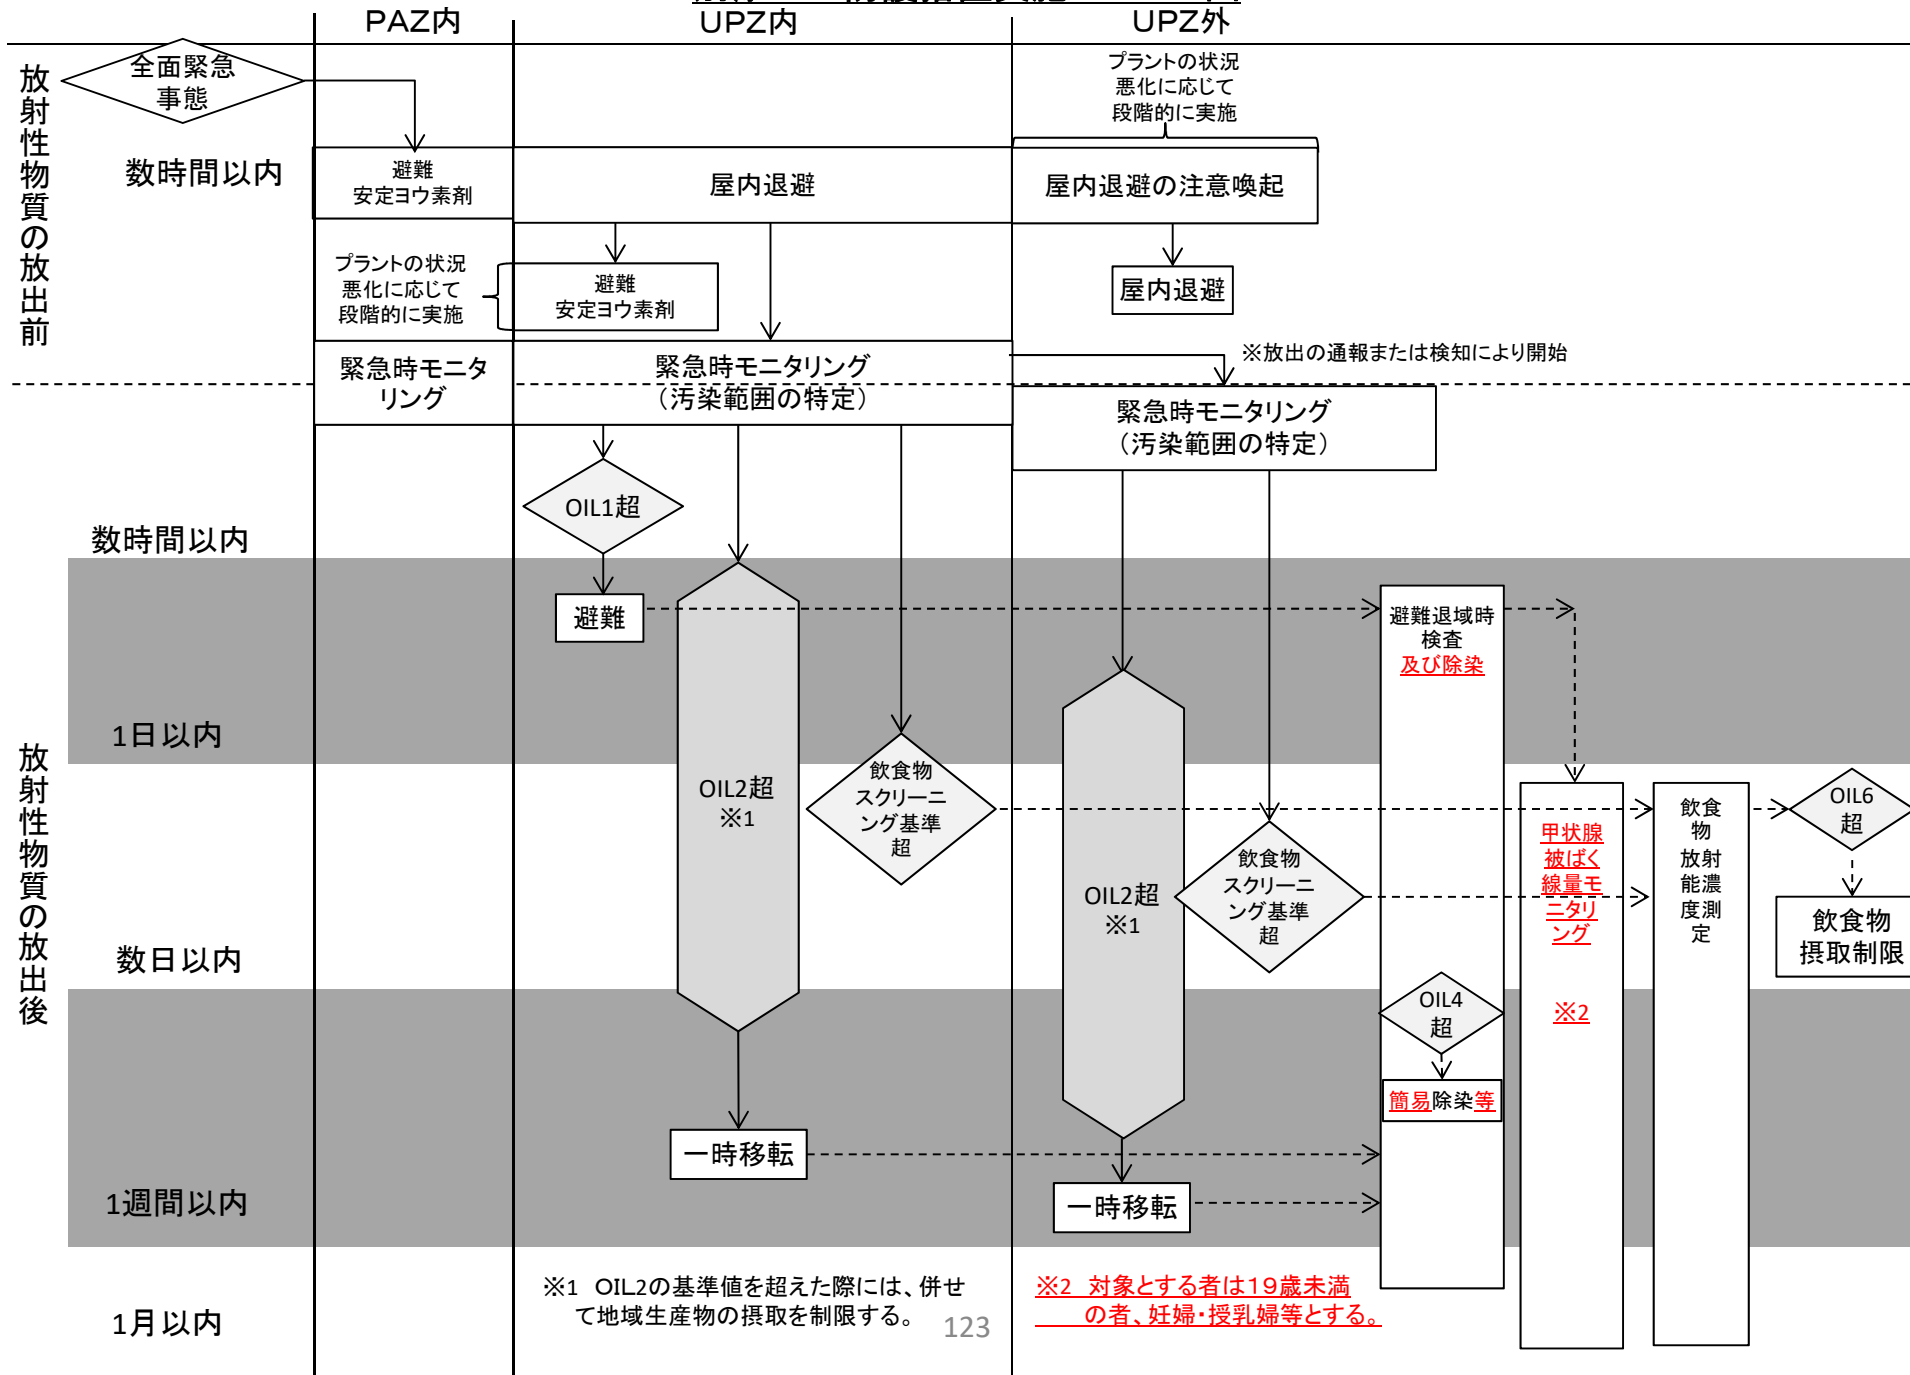 PAZ内
UPZ内
UPZ外
放射性物質の放出前
全面緊急
事態
プラントの状況
悪化に応じて
段階的に実施
数時間以内
避難
安定ヨウ素剤
屋内退避
屋内退避の注意喚起
プラントの状況
悪化に応じて
段階的に実施
避難
安定ヨウ素剤
屋内退避
緊急時モニタ
リング
緊急時モニタリング
（汚染範囲の特定）
※放出の通報または検知により開始
緊急時モニタリング
（汚染範囲の特定）
放射性物質の放出後
OIL1超
数時間以内
避難
避難退域時
検査
及び除染
1日以内
OIL2超
※1
飲食物
スクリーニ
ング基準
超
OIL2超
※1
飲食物
スクリーニ
ング基準
超
甲状腺
被ばく
線量モ
ニタリ
ング
※2
飲食
物
放射
能濃
度測
定
OIL6
超
飲食物
摂取制限
数日以内
OIL4
超
簡易除染等
一時移転
一時移転
1週間以内
※1 OIL2の基準値を超えた際には、併せ
て地域生産物の摂取を制限する。
※2 対象とする者は19歳未満
の者、妊婦・授乳婦等とする。
1月以内
123